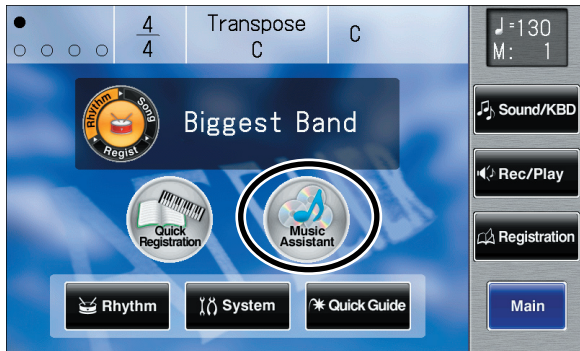 4
4
Transpose
C
C
♩=130
M: 1
Rhythm
Song
Regist
Biggest Band
Quick
Registration
Music
Assistant
Sound/KBD
Rec/Play
Registration
Rhythm
System
Quick Guide
Main